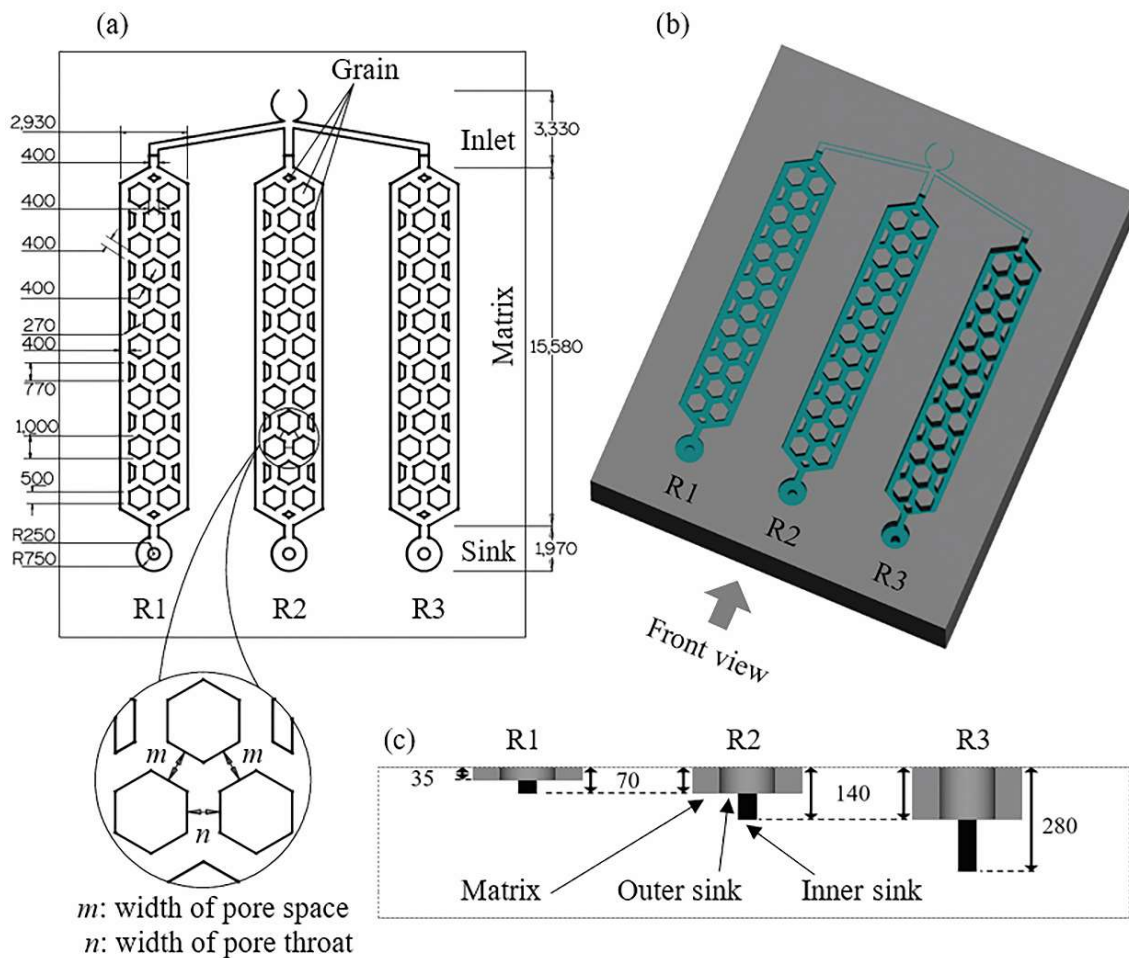 (a)
Grain
2,930
Inlet
3,330
400
400
400
400
270
400
770
1,000
500
R250
R750
Matrix
15,580
Sink
1,970
R1
R2
R3
m
m
n
m: width of pore space
n: width of pore throat
(b)
R1
R2
R3
Front view
(c)
R1
R2
R3
35
70
140
280
Matrix
Outer sink
Inner sink